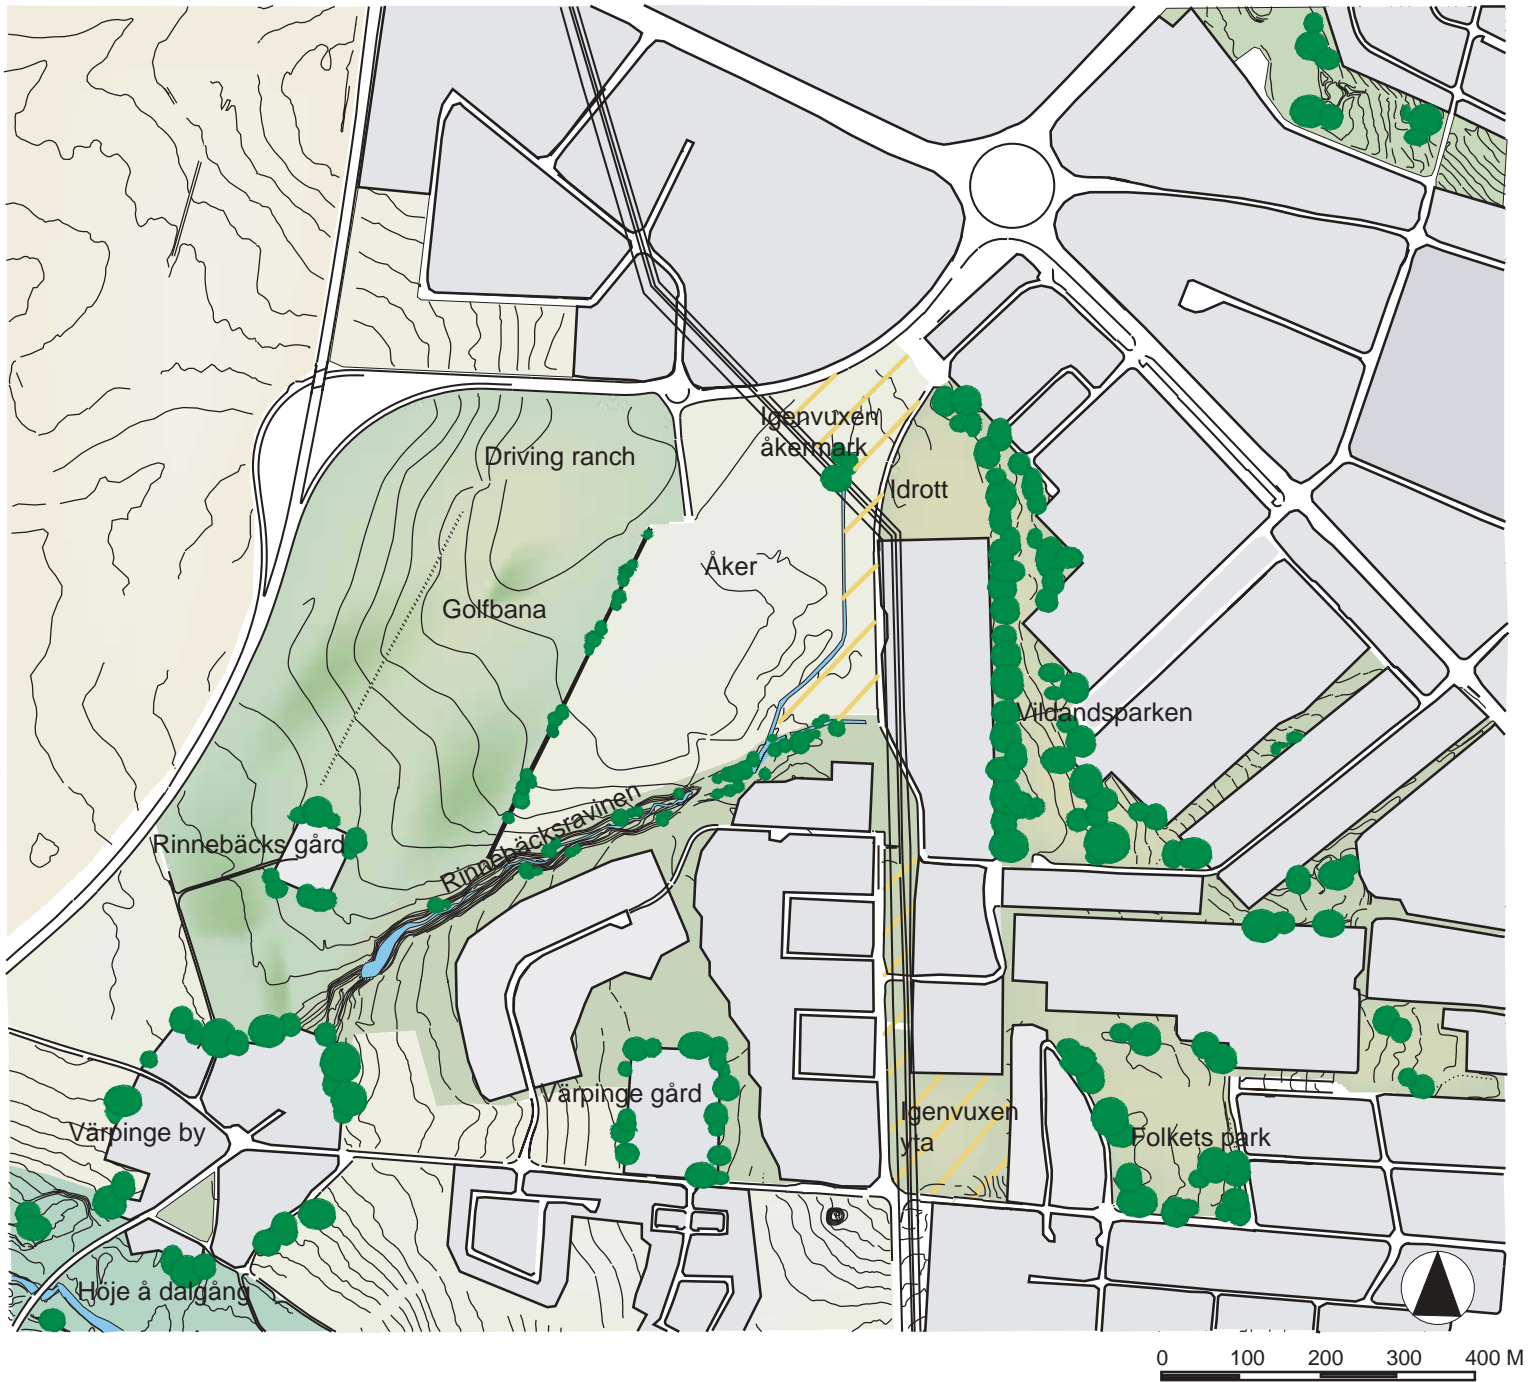 Igenvuxen
åkermark
Driving ranch
Idrott
Åker
Golfbana
Vildandsparken
Rinnebäcksravinen
Rinnebäcks gård
Värpinge gård
Igenvuxen
yta
Värpinge by
Folkets park
Höje å dalgång
0 100 200 300 400 M